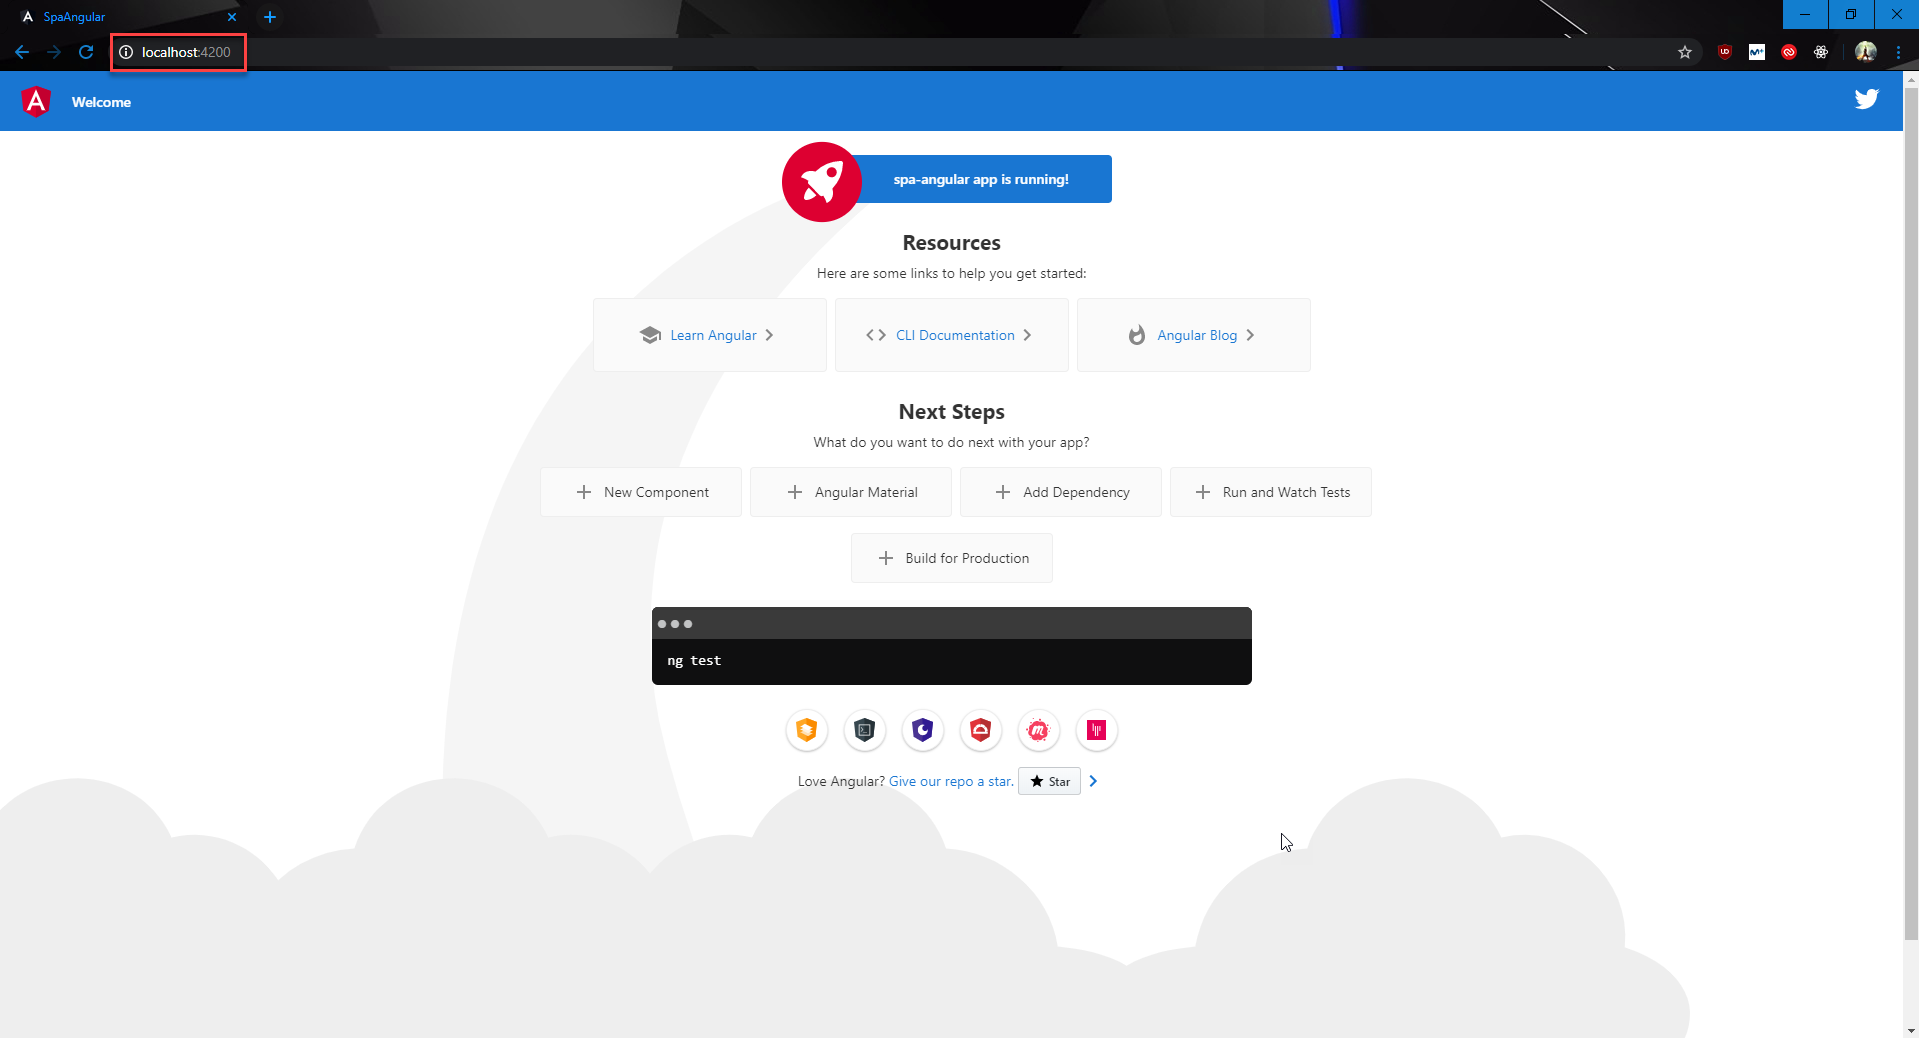 SpaAngular
localhost:4200
Welcome
spa-angular app is running!
Resources
Here are some links to help you get started:
Learn Angular
CLI Documentation
Angular Blog
Next Steps
What do you want to do next with your app?
New Component
Angular Material
Add Dependency
Run and Watch Tests
Build for Production
ng test
Love Angular? Give our repo a star. Star